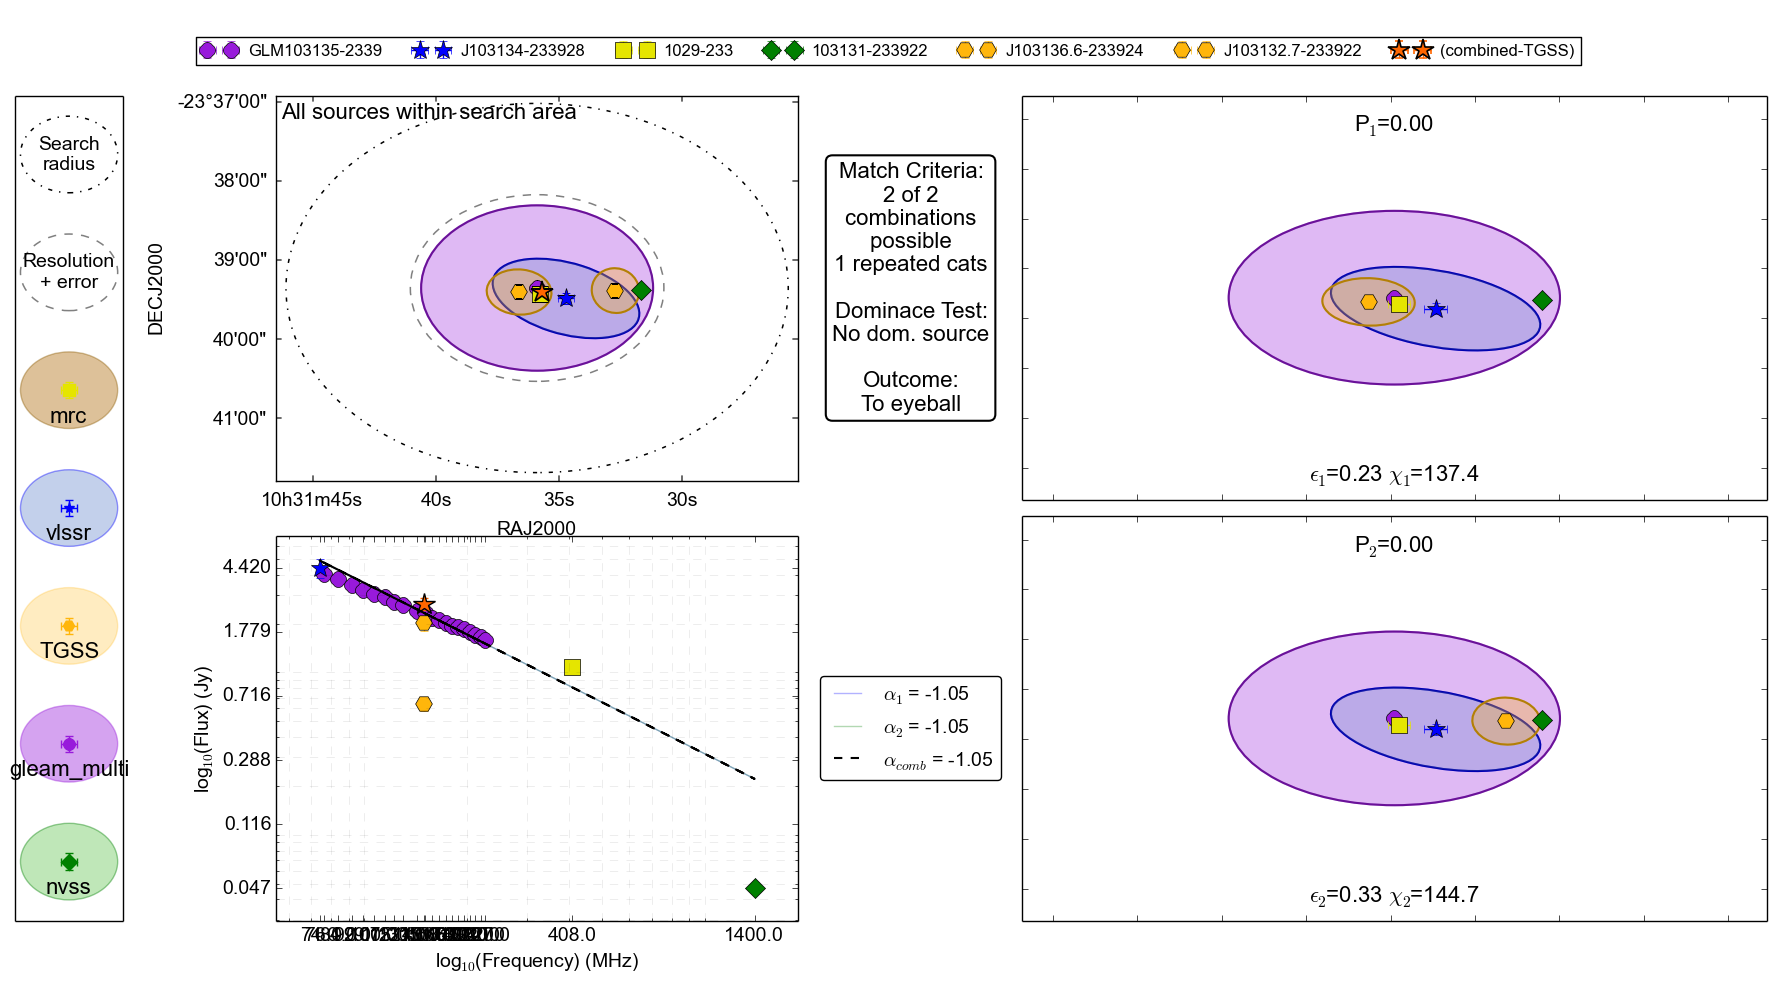 GLM103135-2339 J103134-233928 1029-233 103131-233922 J103136.6-233924 J103132.7-233922 (combined-TGSS)
Search
radius
Resolution
+ error
mrc
vlssr
TGSS
gleam_multi
nvss
All sources within search area
DECJ2000
-23°37'00"
38'00"
39'00"
40'00"
41'00"
10h31m45s 40s 35s 30s
RAJ2000
Match Criteria:
2 of 2
combinations
possible
1 repeated cats
Dominace Test:
No dom. source
Outcome:
To eyeball
P1=0.00
ϵ1=0.23 χ1=137.4
log10(Flux) (Jy)
4.420
1.779
0.716
0.288
0.116
0.047
408.0 1400.0
log10(Frequency) (MHz)
α1 = -1.05
α2 = -1.05
αcomb = -1.05
P2=0.00
ϵ2=0.33 χ2=144.7